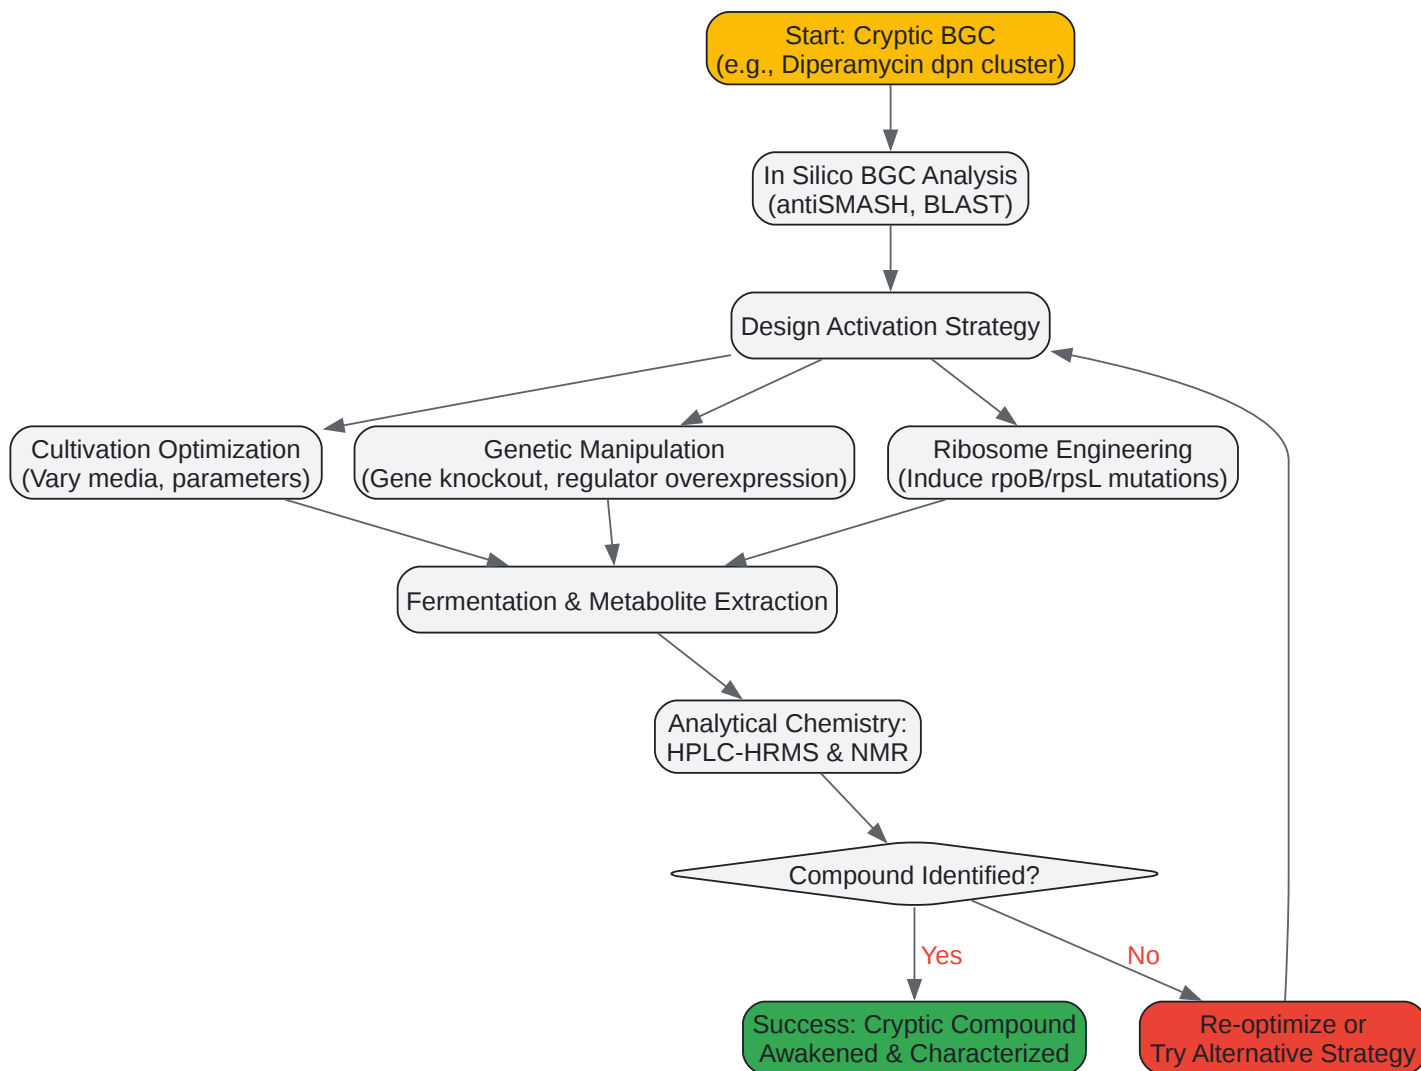 Start: Cryptic BGC
(e.g., Diperamycin dpn cluster)
In Silico BGC Analysis
(antiSMASH, BLAST)
Design Activation Strategy
Cultivation Optimization
(Vary media, parameters)
Genetic Manipulation
(Gene knockout, regulator overexpression)
Ribosome Engineering
(Induce rpoB/rpsL mutations)
Fermentation & Metabolite Extraction
Analytical Chemistry:
HPLC-HRMS & NMR
Compound Identified?
Yes
No
Success: Cryptic Compound
Awakened & Characterized
Re-optimize or
Try Alternative Strategy